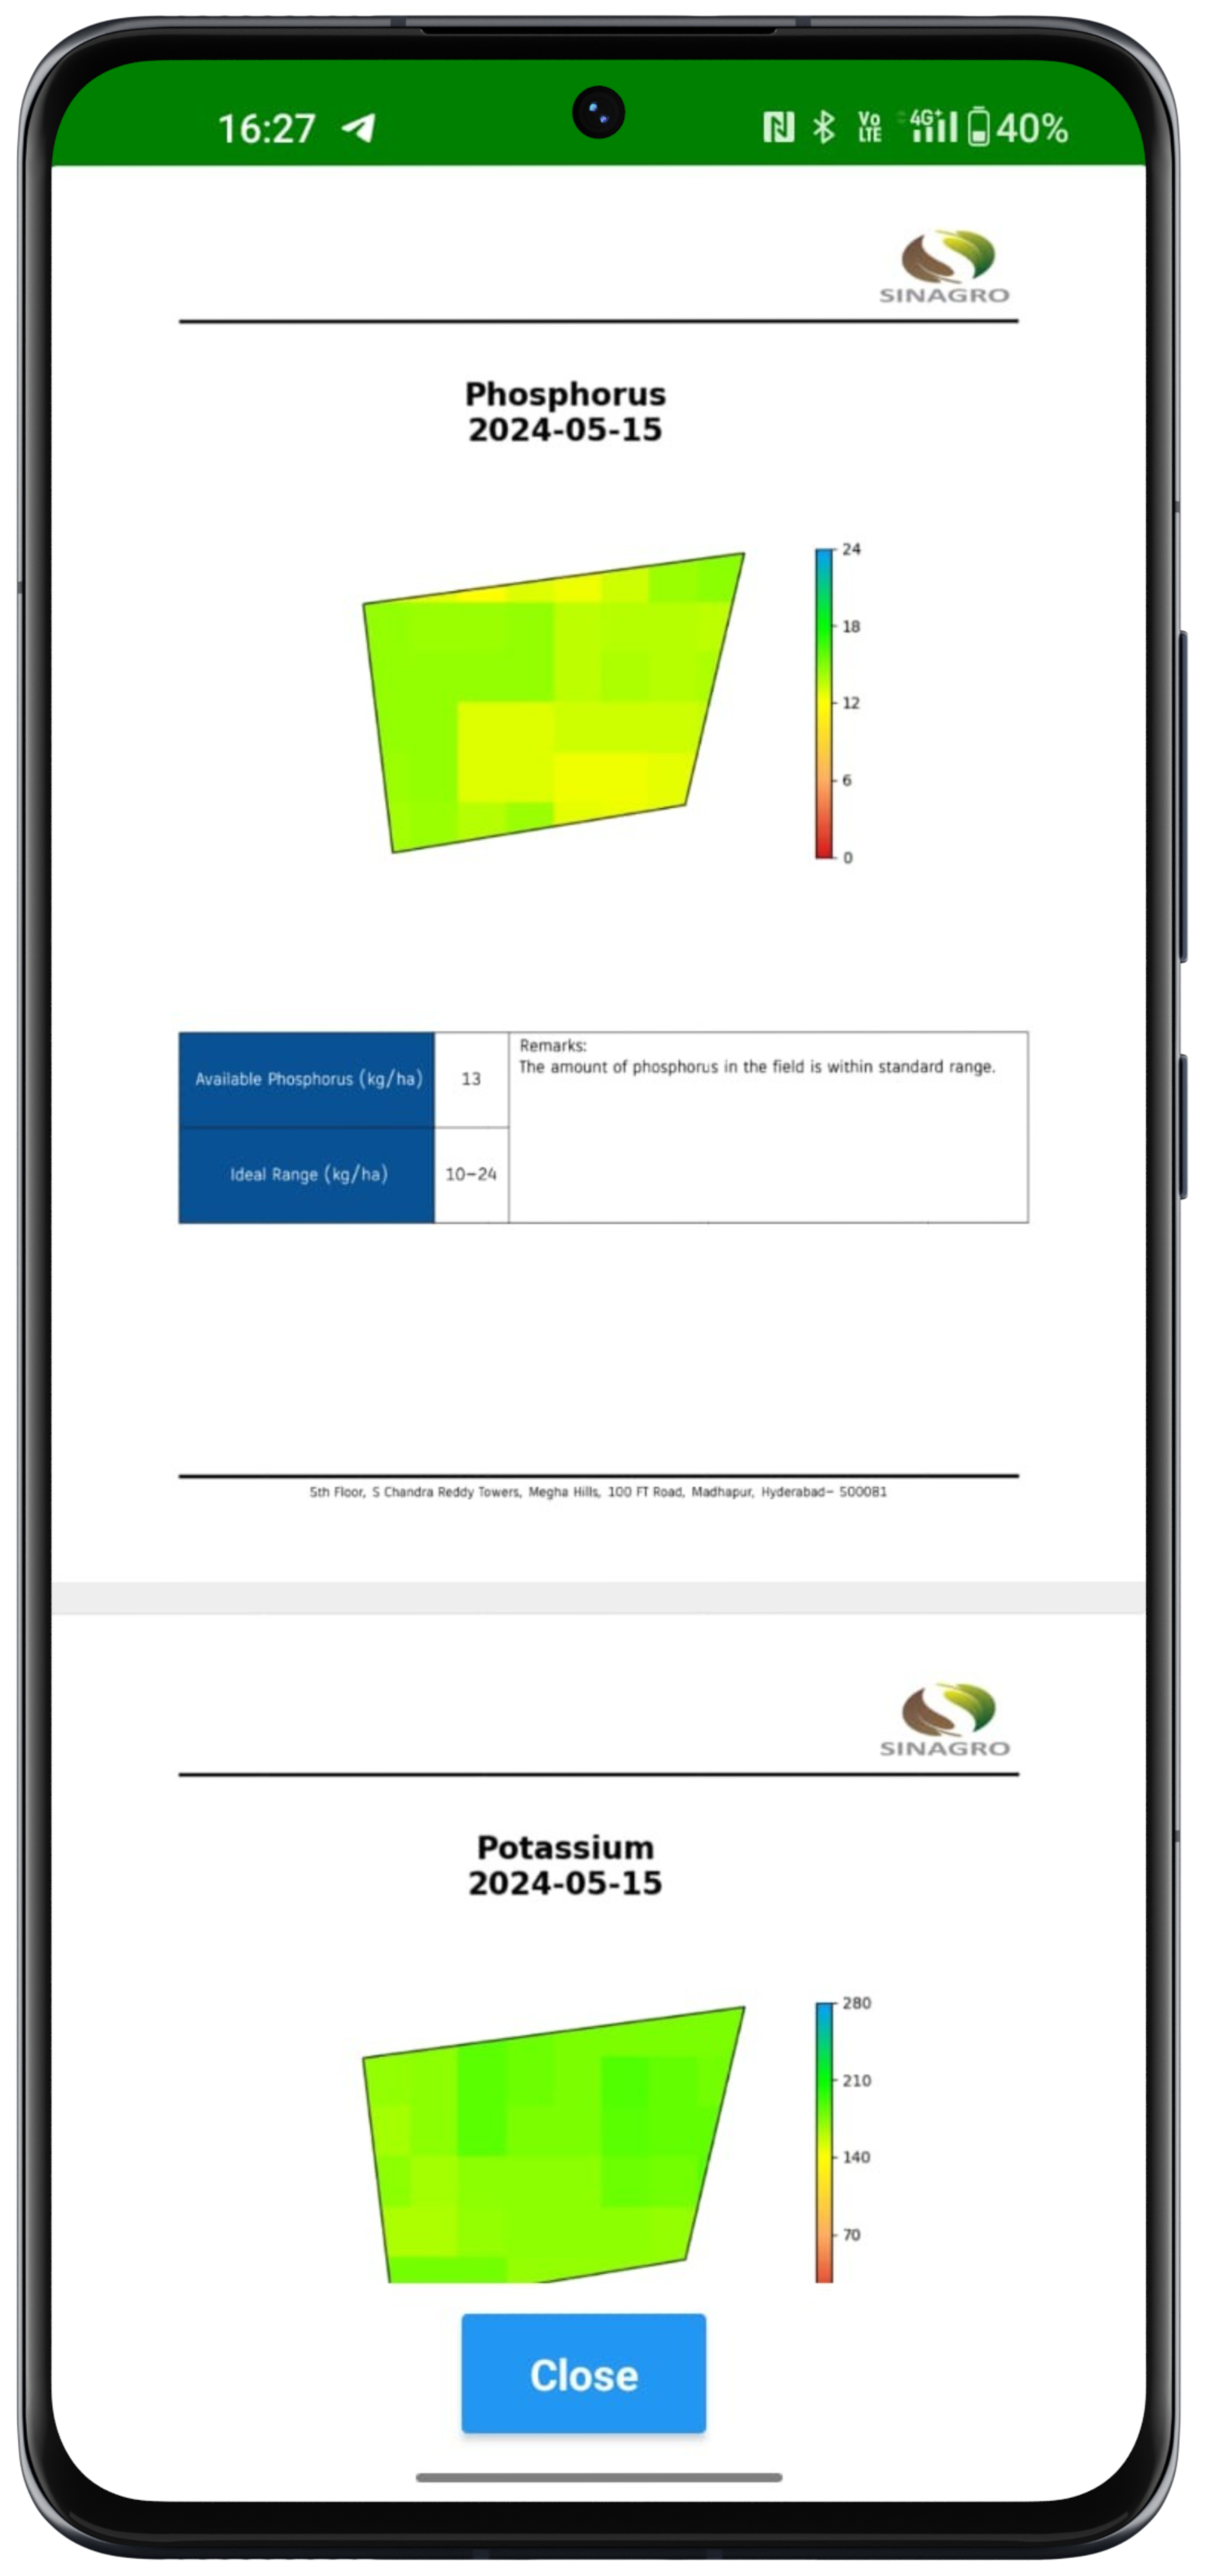 16:27
Vo
LTE
4G+
40%
SINAGRO
Phosphorus
2024-05-15
24
18
12
6
0
Available Phosphorus (kg/ha)
13
Remarks:
The amount of phosphorus in the field is within standard range.
Ideal Range (kg/ha)
10-24
5th Floor, S Chandra Reddy Towers, Megha Hills, 100 FT Road, Madhapur, Hyderabad- 500081
SINAGRO
Potassium
2024-05-15
280
210
140
70
Close